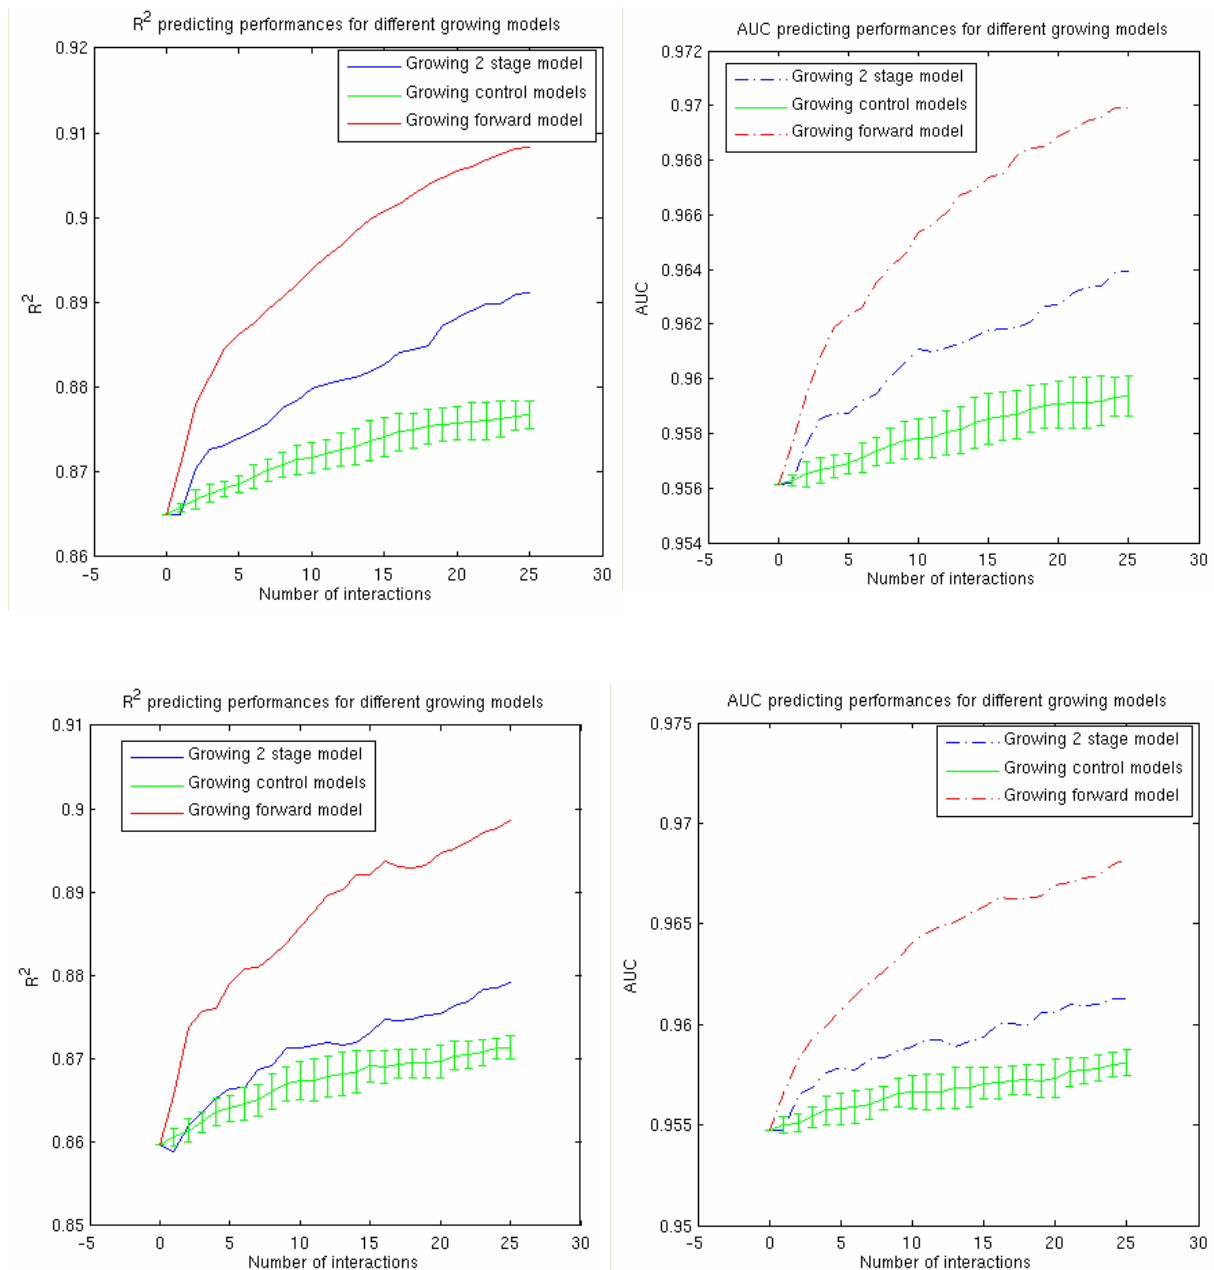 R2 predicting performances for different growing models
0.92
0.91
0.9
0.89
0.88
0.87
0.86
R2
-5 0 5 10 15 20 25 30
Number of interactions
Growing 2 stage model
Growing control models
Growing forward model
AUC predicting performances for different growing models
0.972
0.97
0.968
0.966
0.964
0.962
0.96
0.958
0.956
0.954
AUC
-5 0 5 10 15 20 25 30
Number of interactions
Growing 2 stage model
Growing control models
Growing forward model
R2 predicting performances for different growing models
0.91
0.9
0.89
0.88
0.87
0.86
0.85
R2
-5 0 5 10 15 20 25 30
Number of interactions
Growing 2 stage model
Growing control models
Growing forward model
AUC predicting performances for different growing models
0.975
0.97
0.965
0.96
0.955
0.95
AUC
-5 0 5 10 15 20 25 30
Number of interactions
Growing 2 stage model
Growing control models
Growing forward model